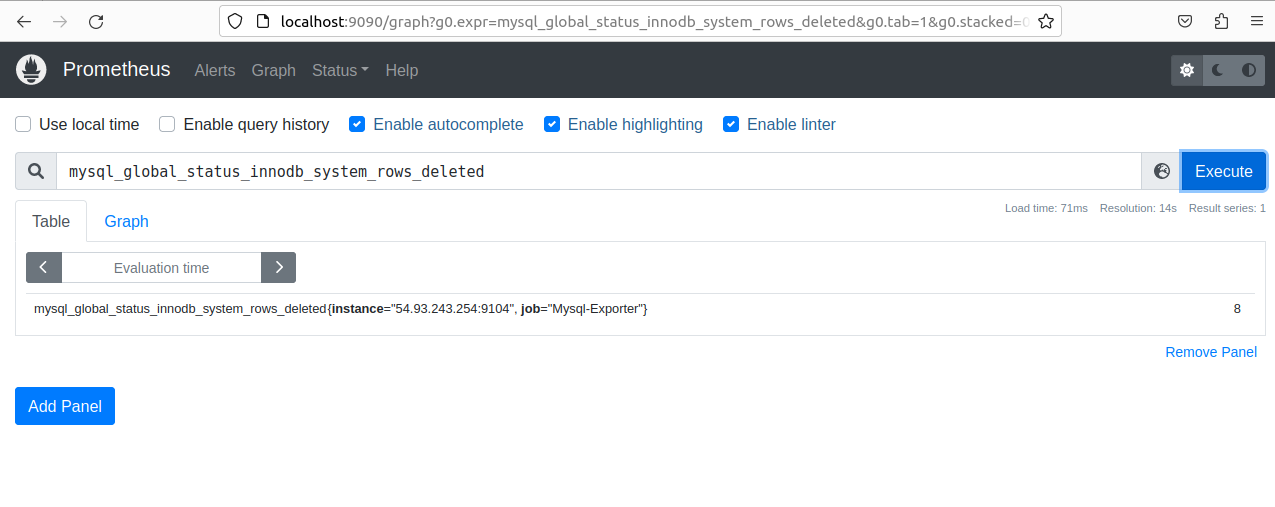 localhost:9090/graph?g0.expr=mysql_global_status_innodb_system_rows_deleted&g0.tab=1&g0.stacked=0
Prometheus Alerts Graph Status Help
Use local time Enable query history Enable autocomplete Enable highlighting Enable linter
mysql_global_status_innodb_system_rows_deleted Execute
Table Graph Load time: 71ms Resolution: 14s Result series: 1
Evaluation time
mysql_global_status_innodb_system_rows_deleted{instance="54.93.243.254:9104", job="Mysql-Exporter"} 8
Remove Panel
Add Panel